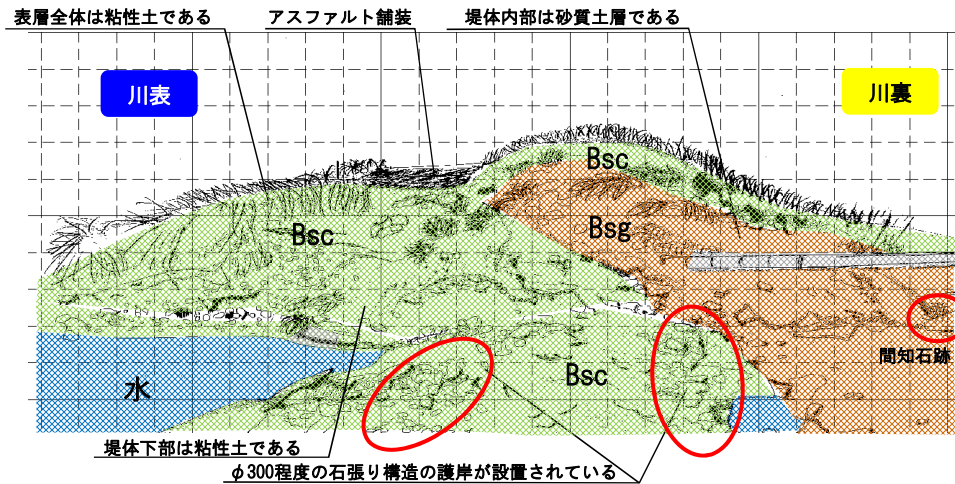 表層全体は粘性土である
アスファルト舗装
堤体内部は砂質土層である
川表
川裏
Bsc
Bsc
Bsg
間知石跡
水
Bsc
堤体下部は粘性土である
φ300程度の石張り構造の護岸が設置されている